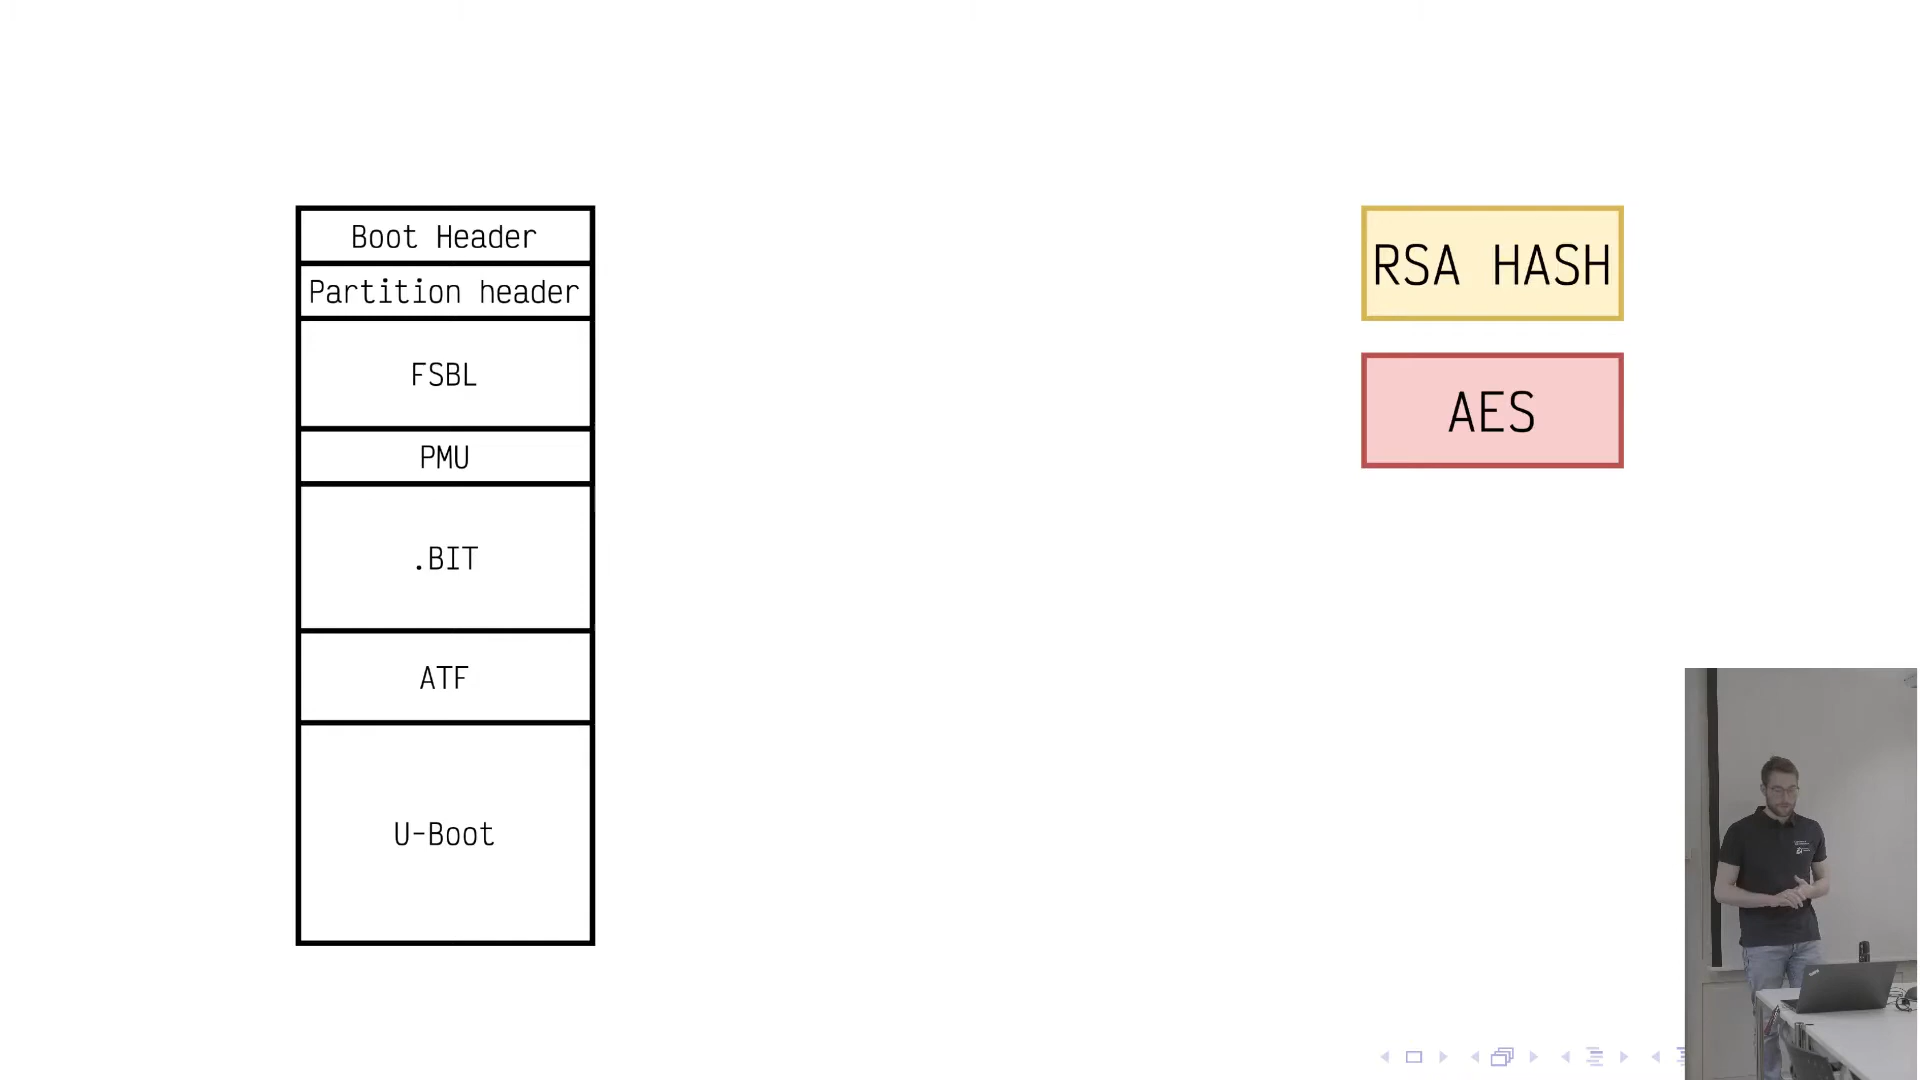 Boot Header
Partition header
FSBL
PMU
.BIT
ATF
U-Boot
RSA HASH
AES